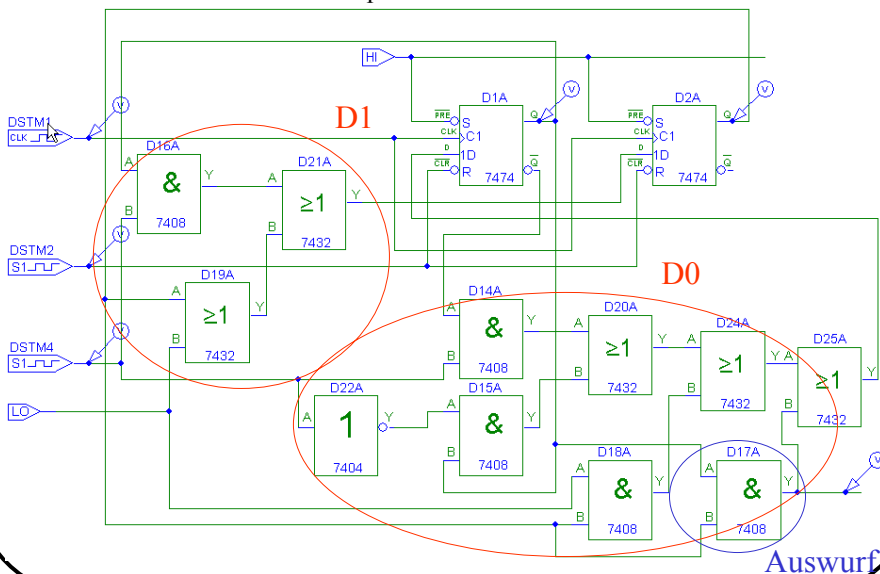 HI
D1A
D2A
DSTM1
CLK
D1
PRE
S
CLK
C1
D
1D
CLR
R
Q
Q
7474
PRE
S
CLK
C1
D
1D
CLR
R
Q
Q
7474
D16A
A
&
Y
B
7408
D21A
A
≥1
Y
B
7432
DSTM2
S1
D19A
A
≥1
Y
B
7432
D0
D14A
A
&
Y
B
7408
D20A
A
≥1
Y
B
7432
D24A
A
≥1
Y
B
7432
D25A
A
≥1
Y
B
7432
DSTM4
S1
LO
D22A
A
1
Y
7404
D15A
A
&
Y
B
7408
D18A
A
&
Y
B
7408
D17A
A
&
Y
B
7408
V
V
V
V
V
V
Auswurf